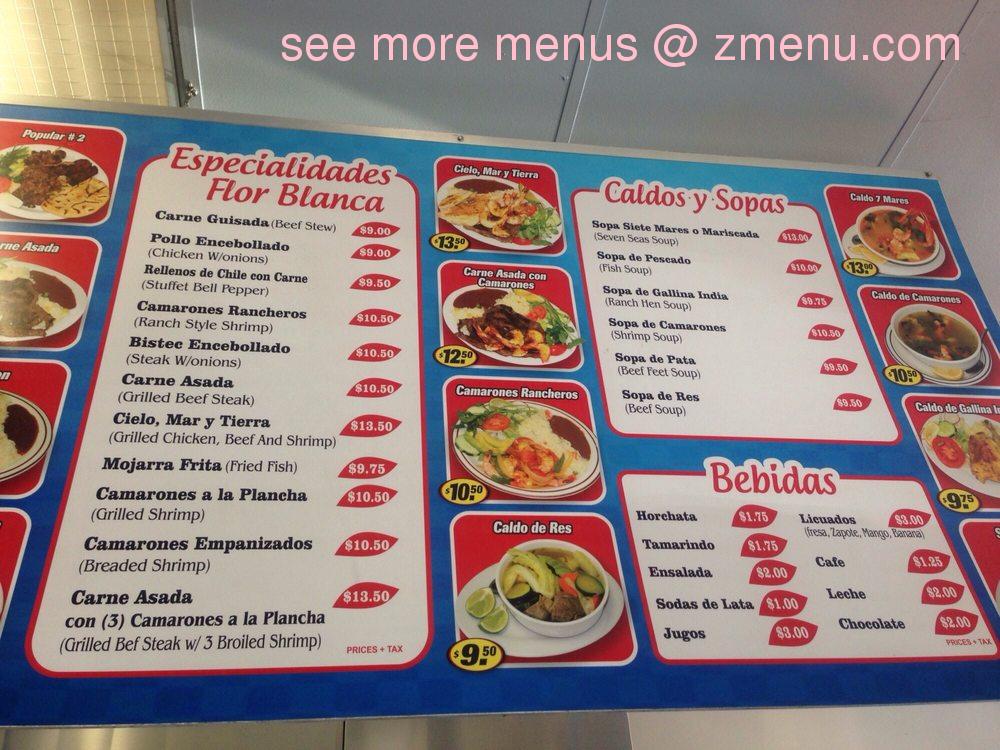 see more menus @ zmenu.com
Popular # 2
Especialidades
Flor Blanca
Carne Guisada (Beef Stew) $9.00
Pollo Encebollado $9.00
(Chicken W/onions)
Rellenos de Chile con Carne $9.50
(Stuffet Bell Pepper)
Camarones Rancheros $10.50
(Ranch Style Shrimp)
Bistec Encebollado $10.50
(Steak W/onions)
Carne Asada $10.50
(Grilled Beef Steak)
Cielo, Mar y Tierra $13.50
(Grilled Chicken, Beef And Shrimp)
Mojarra Frita (Fried Fish) $9.75
Camarones a la Plancha $10.50
(Grilled Shrimp)
Camarones Empanizados $10.50
(Breaded Shrimp)
Carne Asada $13.50
con (3) Camarones a la Plancha
(Grilled Bef Steak w/ 3 Broiled Shrimp)
PRICES + TAX
Asada
Cielo, Mar y Tierra
$13.50
Carne Asada con
Camarones
$12.50
Camarones Rancheros
$10.50
Caldo de Res
$9.50
Caldos y Sopas
Sopa Siete Mares o Mariscada $13.00
(Seven Seas Soup)
Sopa de Pescado $10.00
(Fish Soup)
Sopa de Gallina India $9.75
(Ranch Hen Soup)
Sopa de Camarones $10.50
(Shrimp Soup)
Sopa de Pata $9.50
(Beef Feet Soup)
Sopa de Res $9.50
(Beef Soup)
Bebidas
Horchata $1.75
Tamarindo $1.75
Ensalada $2.00
Sodas de Lata $1.00
Jugos $3.00
Licuados $3.00
(fresa, Zapote, Mango, Banana)
Cafe $1.25
Leche $2.00
Chocolate $2.00
PRICES + TAX
Caldo 7 Mares
$13.00
Caldo de Camarones
$10.50
Caldo de Gallina
$9.75